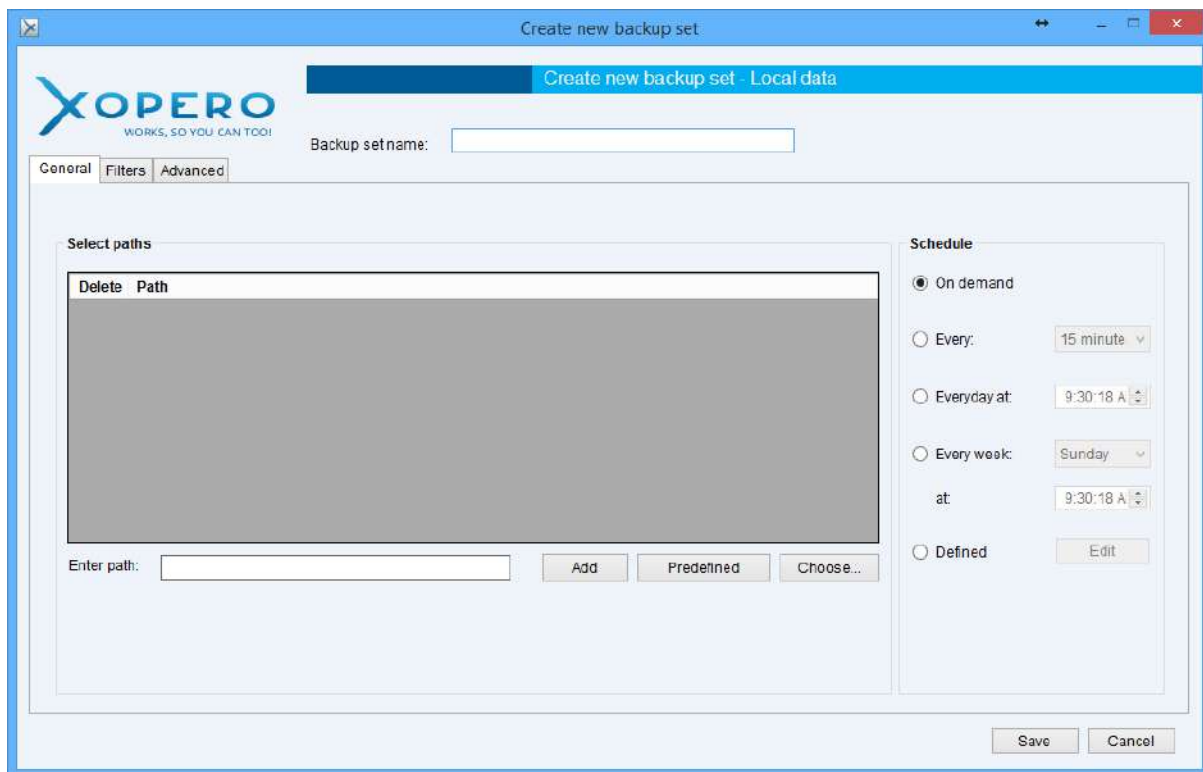 Create new backup set
XOPERO
WORKS, SO YOU CAN TOO!
Create new backup set - Local data
Backup set name:
General Filters Advanced
Select paths
Delete Path
Enter path:
Add Predefined Choose...
Schedule
On demand
Every: 15 minute
Everyday at: 9:30:18 A
Every week: Sunday
at: 9:30:18 A
Defined Edit
Save Cancel